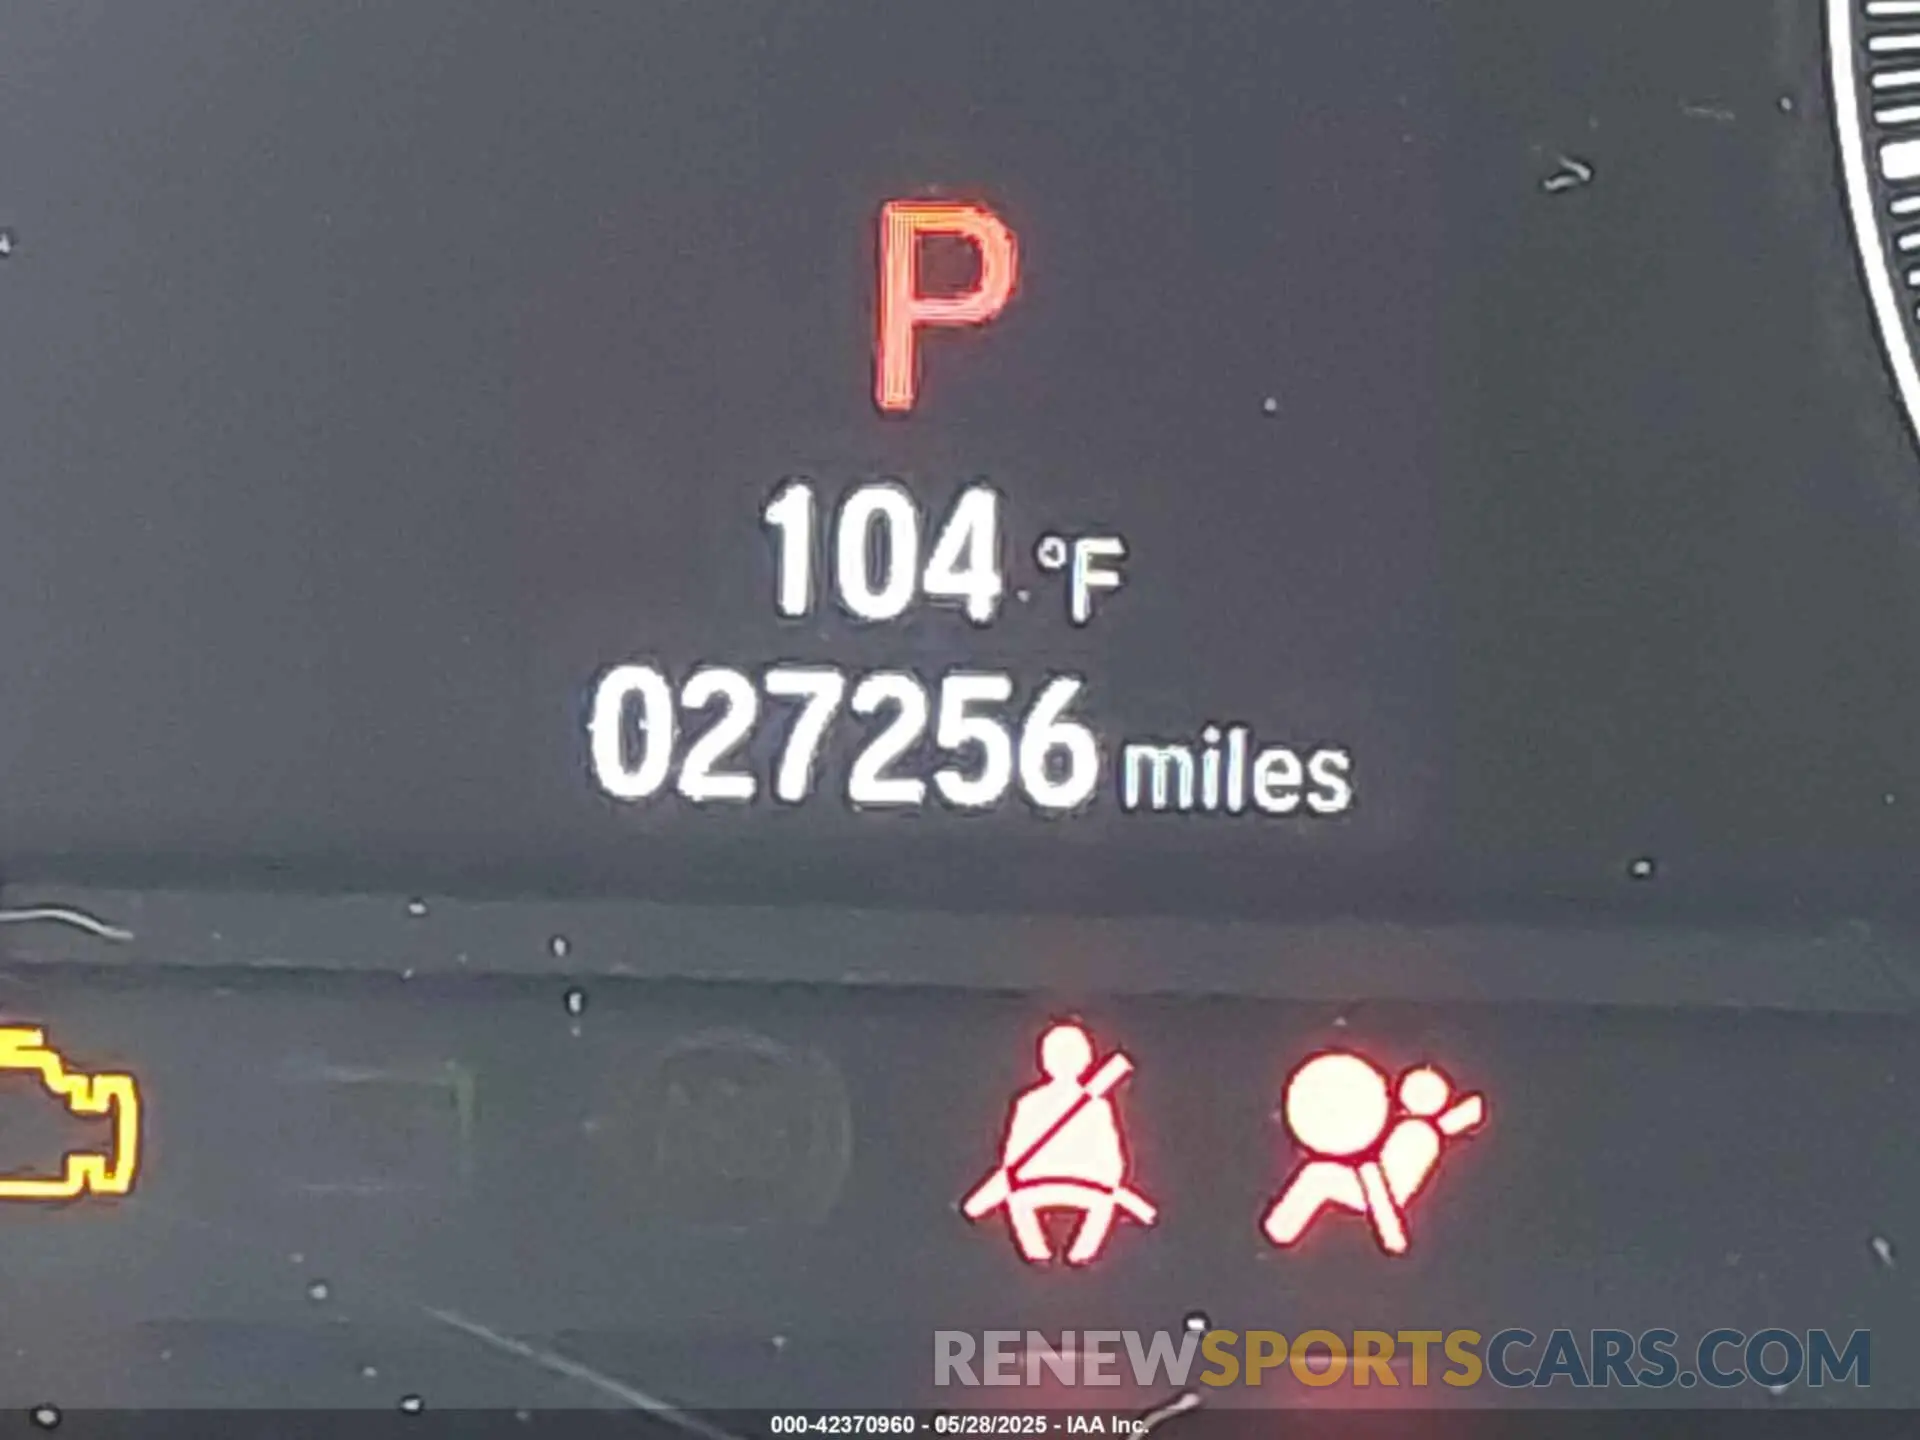 P
104 °F
027256 miles
RENEWSPORTSCARS.COM
000-42370960 - 05/28/2025 - IAA Inc.